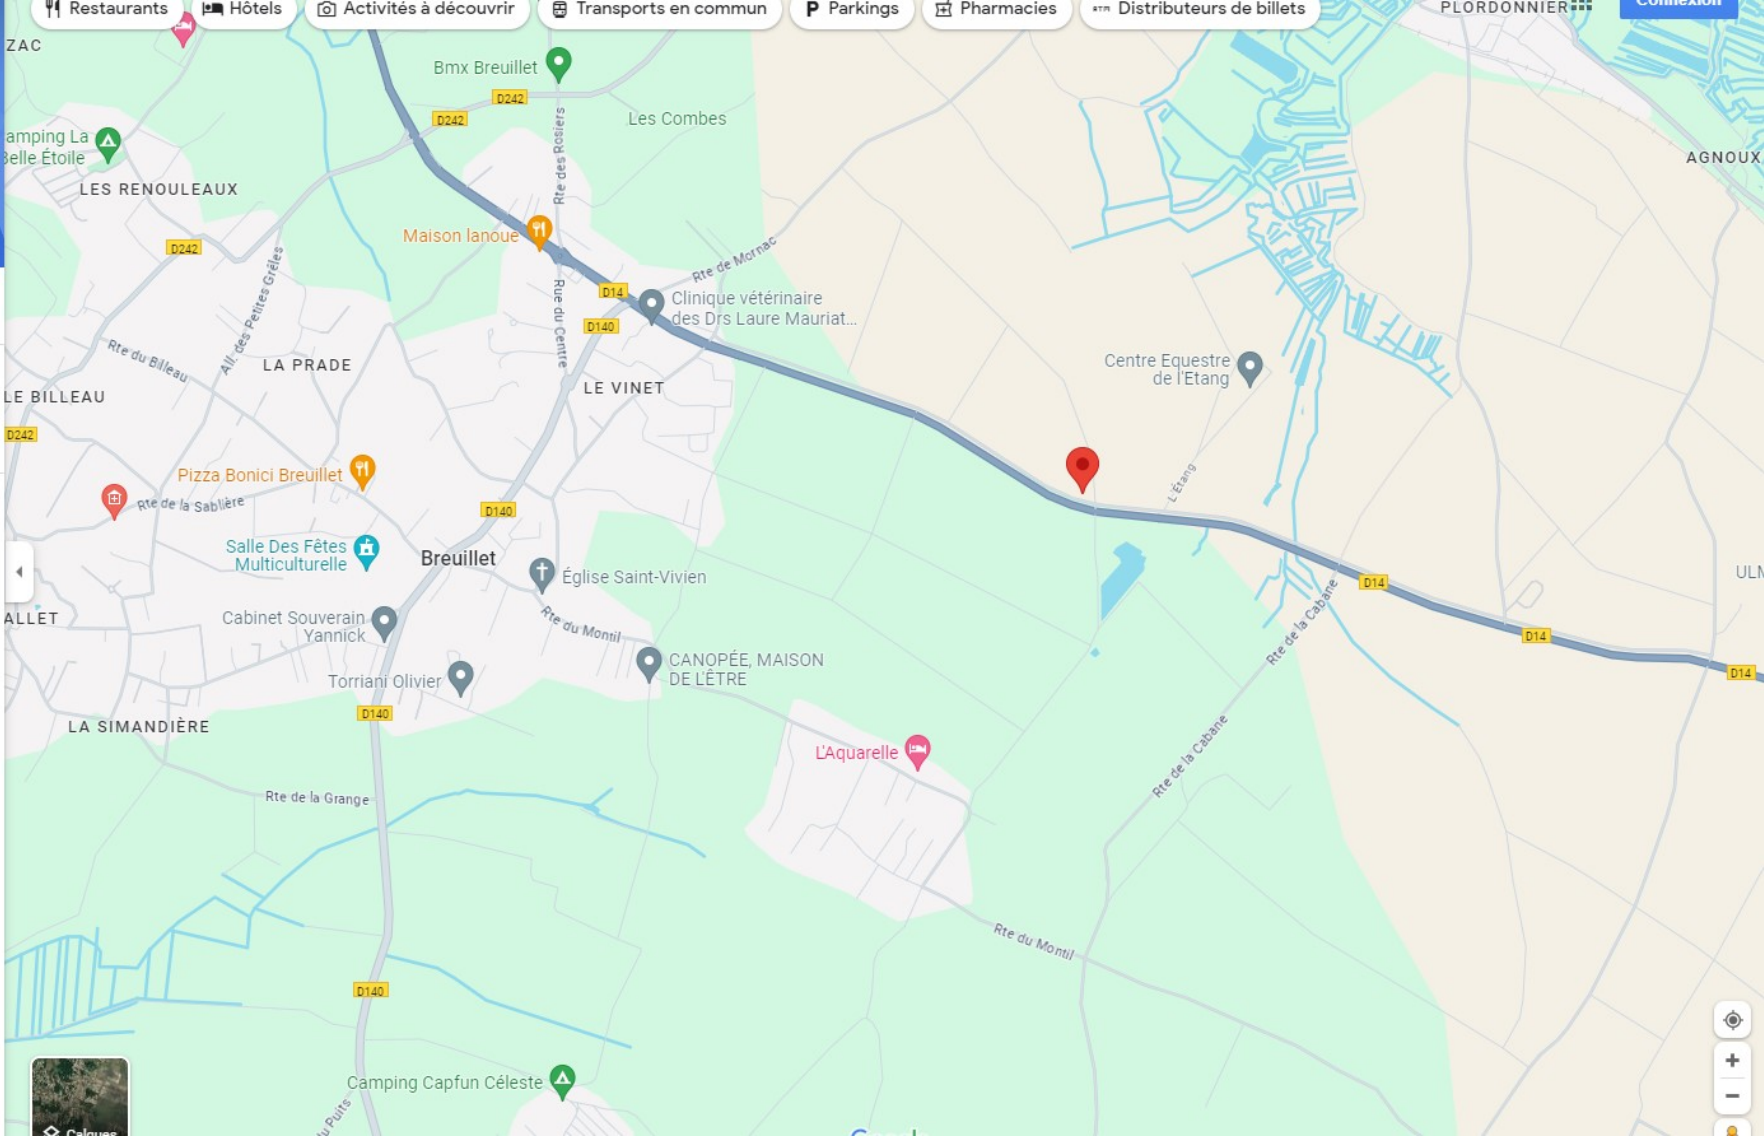 Restaurants
Hôtels
Activités à découvrir
Transports en commun
P Parkings
Pharmacies
ATM Distributeurs de billets
PLORDONNIER
Connexion
ZAC
Bmx Breuillet
D242
D242
Rte des Rosiers
Les Combes
amping La
Belle Étoile
AGNOUX
LES RENOULEAUX
Maison lanoue
D242
All. des Petites Grêles
Rte de Mornac
D14
Clinique vétérinaire
des Drs Laure Mauriat...
D140
Rue du Centre
Rte du Billeau
LA PRADE
Centre Equestre
de l'Etang
LE VINET
LE BILLEAU
D242
Pizza Bonici Breuillet
L'Étang
Rte de la Sablière
D140
Salle Des Fêtes
Multiculturelle
Breuillet
Église Saint-Vivien
ULM
D14
ALLET
Cabinet Souverain
Yannick
Rte du Montil
Rte de la Cabane
D14
CANOPÉE, MAISON
DE L'ÊTRE
D14
Torriani Olivier
D140
LA SIMANDIÈRE
L'Aquarelle
Rte de la Cabane
Rte de la Grange
Rte du Montil
D140
Camping Capfun Céleste
u Puits
Calques
Google